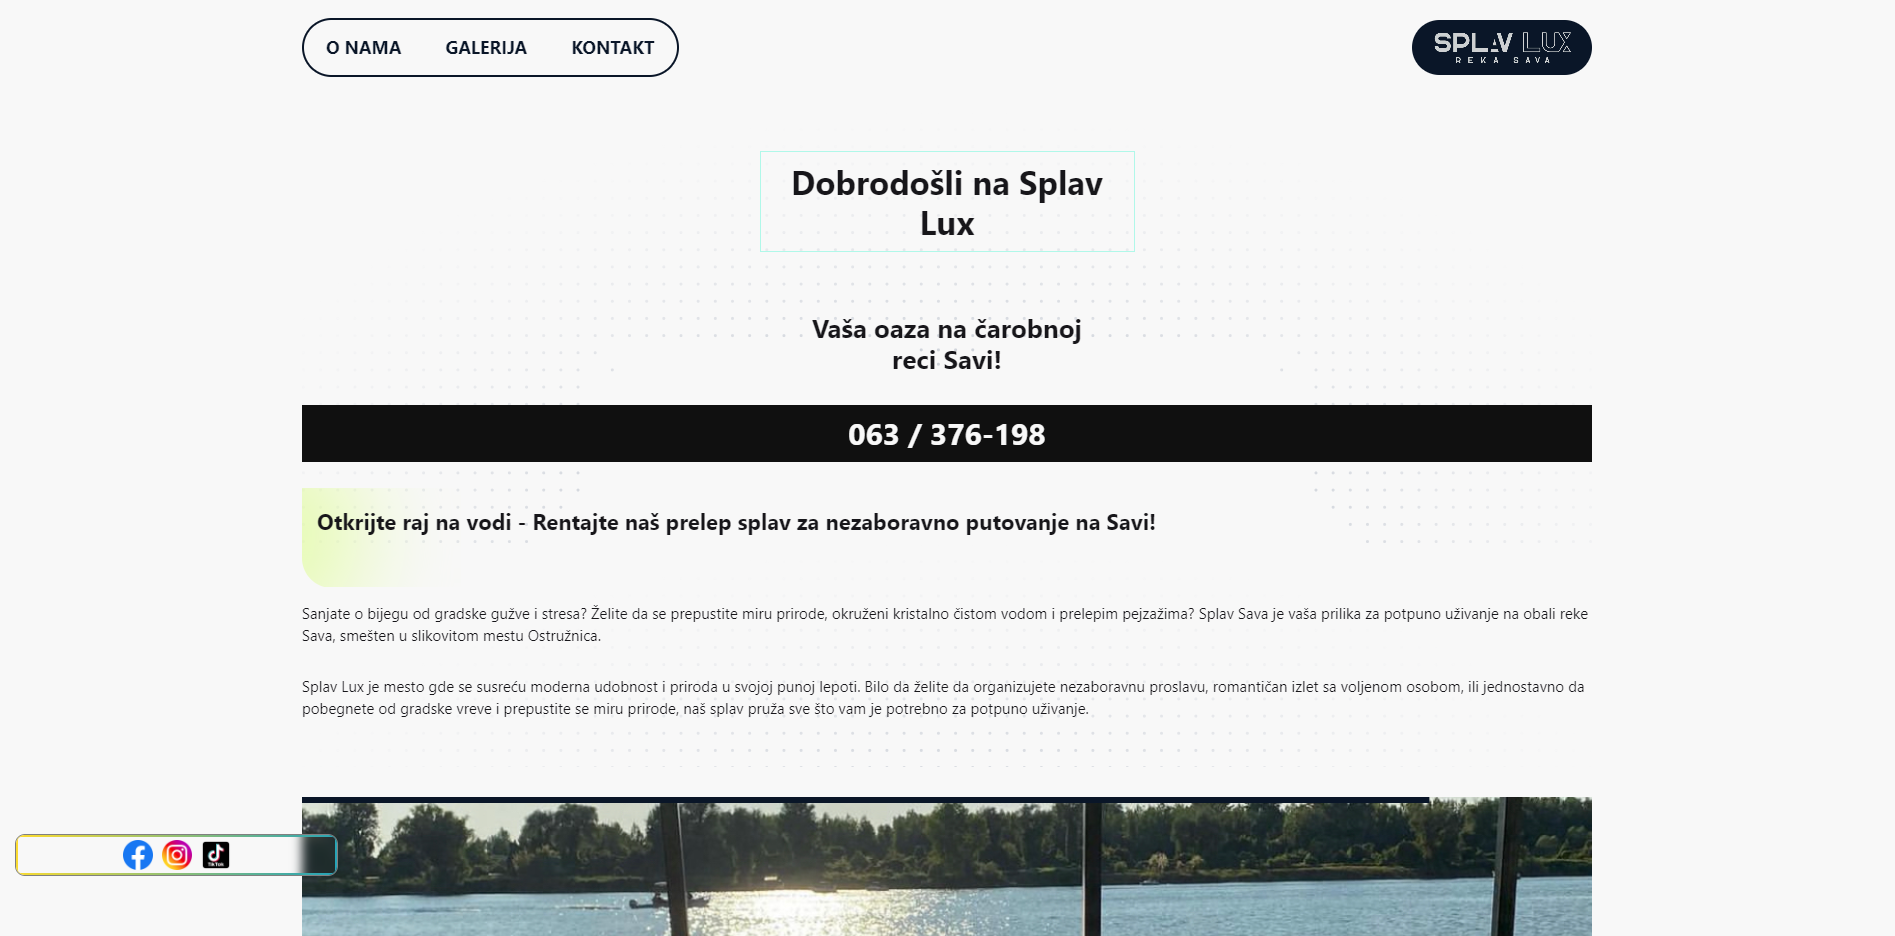 O NAMA GALERIJA KONTAKT
SPLAV LUX
REKA SAVA
Dobrodošli na Splav
Lux
Vaša oaza na čarobnoj
reci Savi!
063 / 376-198
Otkrijte raj na vodi - Rentajte naš prelep splav za nezaboravno putovanje na Savi!
Sanjate o bijegu od gradske gužve i stresa? Želite da se prepustite miru prirode, okruženi kristalno čistom vodom i prelepim pejzažima? Splav Sava je vaša prilika za potpuno uživanje na obali reke
Sava, smešten u slikovitom mestu Ostružnica.
Splav Lux je mesto gde se susreću moderna udobnost i priroda u svojoj punoj lepoti. Bilo da želite da organizujete nezaboravnu proslavu, romantičan izlet sa voljenom osobom, ili jednostavno da
pobegnete od gradske vreve i prepustite se miru prirode, naš splav pruža sve što vam je potrebno za potpuno uživanje.
TikTok